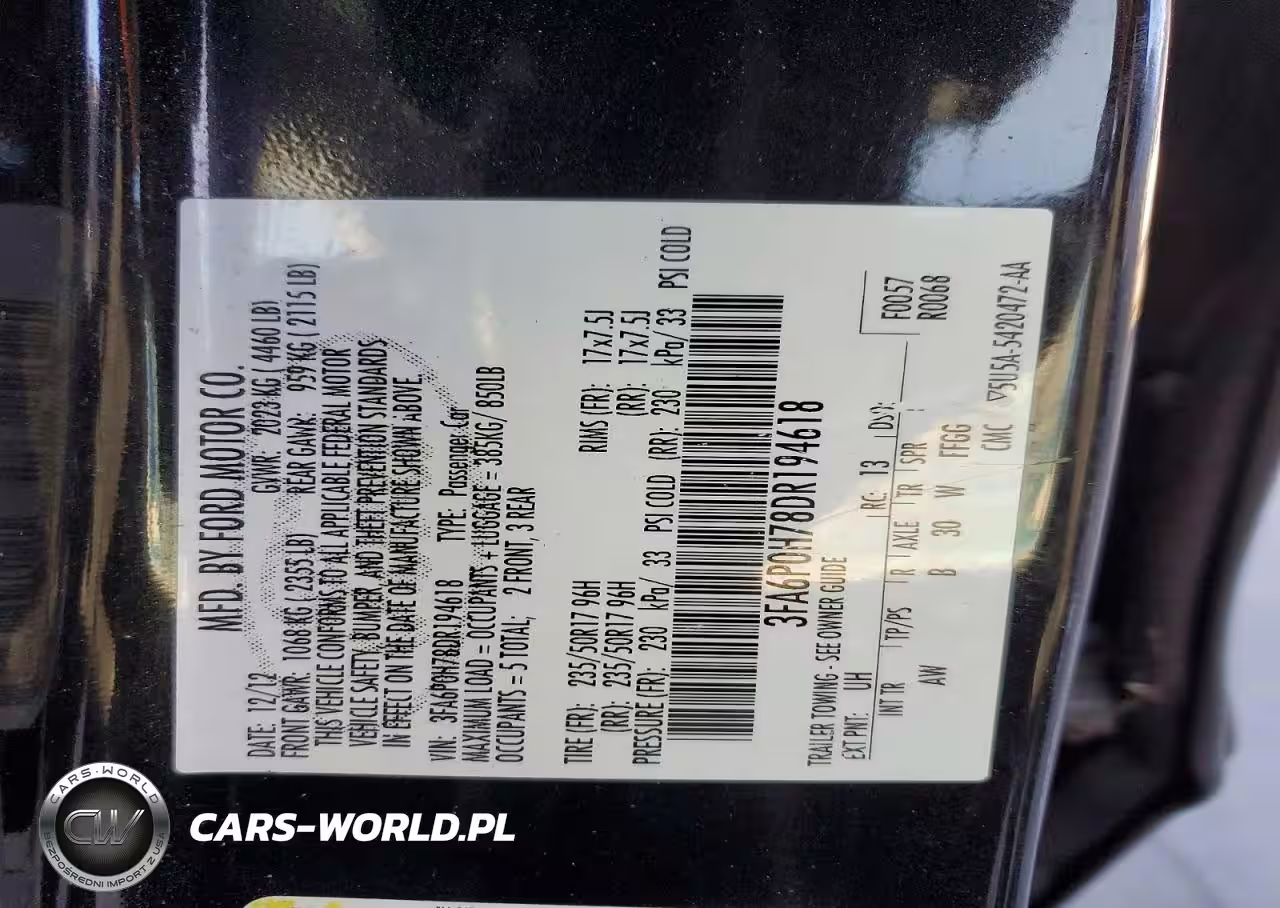 MFD. BY FORD MOTOR CO.
DATE: 12/12 GVWR: 2023 KG ( 4460 LB)
FRONT GAWR: 1068 KG ( 2355 LB) REAR GAWR: 959 KG ( 2115 LB)
THIS VEHICLE CONFORMS TO ALL APPLICABLE FEDERAL MOTOR
VEHICLE SAFETY, BUMPER, AND THEFT PREVENTION STANDARDS
IN EFFECT ON THE DATE OF MANUFACTURE SHOWN ABOVE.
VIN: 3FA6P0H78DR194618 TYPE: Passenger Car
MAXIMUM LOAD = OCCUPANTS + LUGGAGE = 385KG / 850LB
OCCUPANTS = 5 TOTAL; 2 FRONT, 3 REAR
TIRE (FR): 235/50R17 96H RIMS (FR): 17x7.5J
(RR): 235/50R17 96H (RR): 17x7.5J
PRESSURE (FR): 230 kPa/ 33 PSI COLD (RR): 230 kPa/ 33 PSI COLD
3FA6P0H78DR194618
TRAILER TOWING - SEE OWNER GUIDE
EXT PNT: UH RC: 13 DS?:
INT TR TP/PS R AXLE TR SPR
AW B 30 W FFGG
F0057
R0068
CMC ▽5U5A-5420472-AA
CARS-WORLD
CW
BEZPOŚREDNI IMPORT Z USA
CARS-WORLD.PL